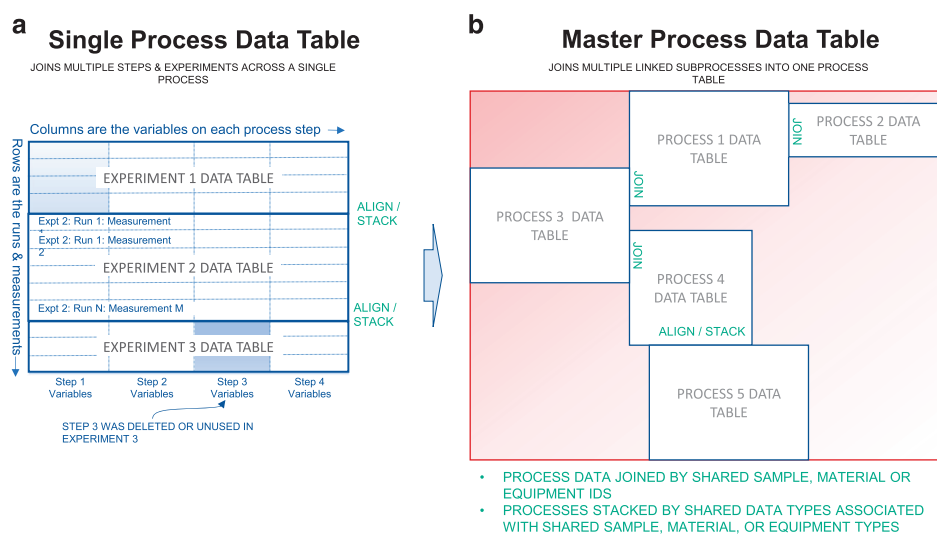 a
Single Process Data Table
JOINS MULTIPLE STEPS & EXPERIMENTS ACROSS A SINGLE
PROCESS
Columns are the variables on each process step
Rows are the runs & measurements
EXPERIMENT 1 DATA TABLE
ALIGN /
STACK
Expt 2: Run 1: Measurement
Expt 2: Run 1: Measurement
2
EXPERIMENT 2 DATA TABLE
Expt 2: Run N: Measurement M
ALIGN /
STACK
EXPERIMENT 3 DATA TABLE
Step 1
Variables
Step 2
Variables
Step 3
Variables
Step 4
Variables
STEP 3 WAS DELETED OR UNUSED IN
EXPERIMENT 3
b
Master Process Data Table
JOINS MULTIPLE LINKED SUBPROCESSES INTO ONE PROCESS
TABLE
PROCESS 1 DATA
TABLE
JOIN
PROCESS 2 DATA
TABLE
JOIN
PROCESS 3 DATA
TABLE
JOIN
PROCESS 4
DATA TABLE
ALIGN / STACK
PROCESS 5 DATA
TABLE
• PROCESS DATA JOINED BY SHARED SAMPLE, MATERIAL OR
EQUIPMENT IDS
• PROCESSES STACKED BY SHARED DATA TYPES ASSOCIATED
WITH SHARED SAMPLE, MATERIAL, OR EQUIPMENT TYPES